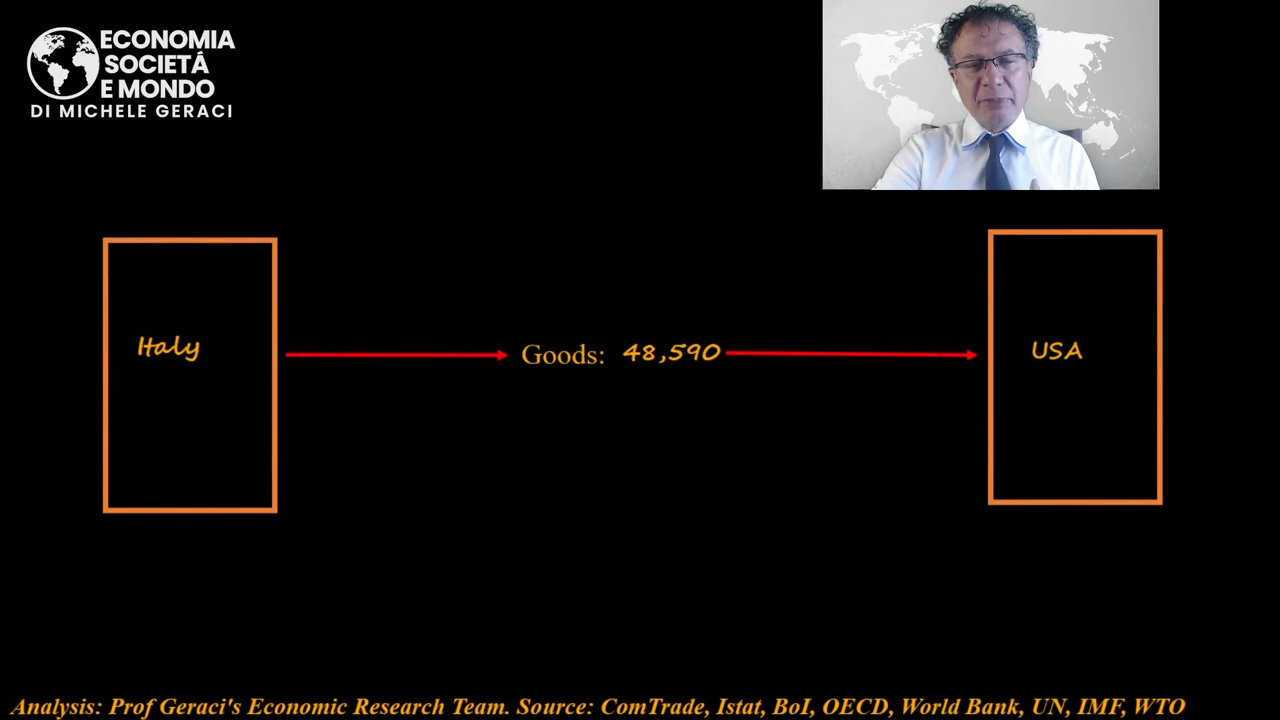 ECONOMIA
SOCIETÁ
E MONDO
DI MICHELE GERACI
Italy
Goods: 48,590
USA
Analysis: Prof Geraci's Economic Research Team. Source: ComTrade, Istat, BoI, OECD, World Bank, UN, IMF, WTO